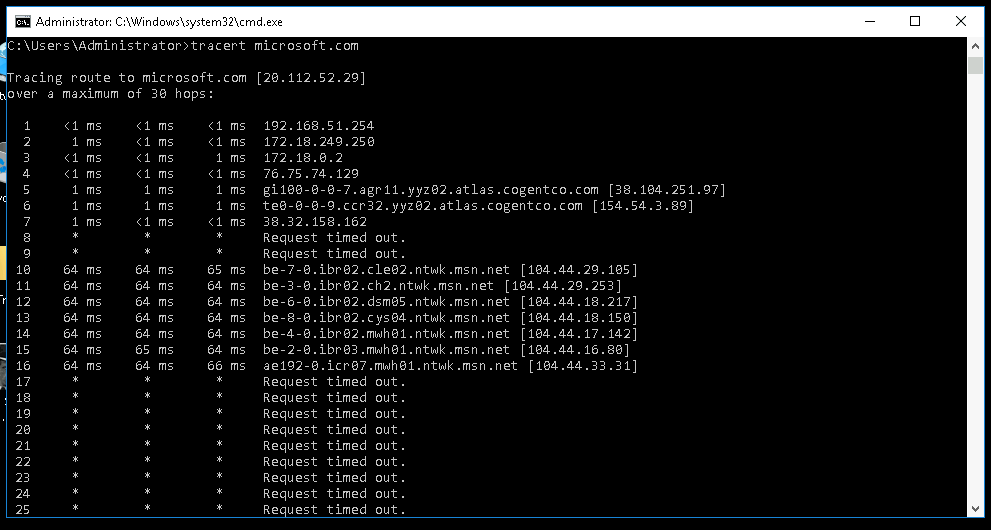 Administrator: C:\Windows\system32\cmd.exe
C:\Users\Administrator>tracert microsoft.com
Tracing route to microsoft.com [20.112.52.29]
over a maximum of 30 hops:
1 <1 ms <1 ms <1 ms 192.168.51.254
2 1 ms <1 ms <1 ms 172.18.249.250
3 <1 ms <1 ms 1 ms 172.18.0.2
4 <1 ms <1 ms <1 ms 76.75.74.129
5 1 ms 1 ms 1 ms gi100-0-0-7.agr11.yyz02.atlas.cogentco.com [38.104.251.97]
6 1 ms 1 ms 1 ms te0-0-0-9.ccr32.yyz02.atlas.cogentco.com [154.54.3.89]
7 1 ms <1 ms <1 ms 38.32.158.162
8 * * * Request timed out.
9 * * * Request timed out.
10 64 ms 64 ms 65 ms be-7-0.ibr02.cle02.ntwk.msn.net [104.44.29.105]
11 64 ms 64 ms 64 ms be-3-0.ibr02.ch2.ntwk.msn.net [104.44.29.253]
12 64 ms 64 ms 64 ms be-6-0.ibr02.dsm05.ntwk.msn.net [104.44.18.217]
13 64 ms 64 ms 64 ms be-8-0.ibr02.cys04.ntwk.msn.net [104.44.18.150]
14 64 ms 64 ms 64 ms be-4-0.ibr02.mwh01.ntwk.msn.net [104.44.17.142]
15 64 ms 65 ms 64 ms be-2-0.ibr03.mwh01.ntwk.msn.net [104.44.16.80]
16 64 ms 64 ms 66 ms ae192-0.icr07.mwh01.ntwk.msn.net [104.44.33.31]
17 * * * Request timed out.
18 * * * Request timed out.
19 * * * Request timed out.
20 * * * Request timed out.
21 * * * Request timed out.
22 * * * Request timed out.
23 * * * Request timed out.
24 * * * Request timed out.
25 * * * Request timed out.